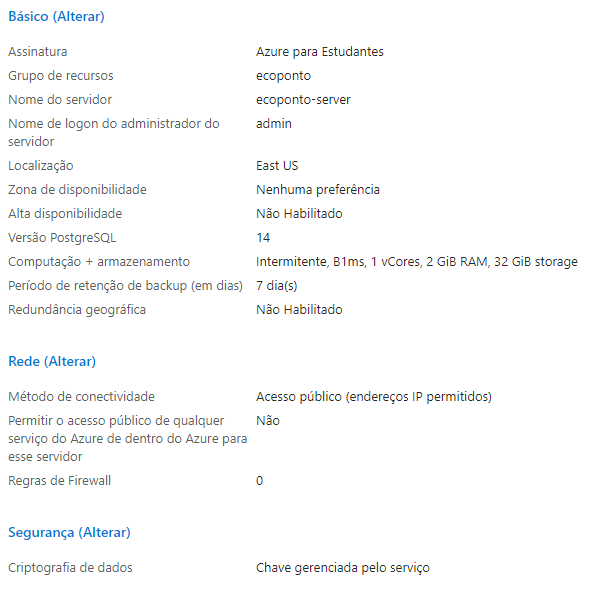 Básico (Alterar)
Assinatura Azure para Estudantes
Grupo de recursos ecoponto
Nome do servidor ecoponto-server
Nome de logon do administrador do admin
servidor
Localização East US
Zona de disponibilidade Nenhuma preferência
Alta disponibilidade Não Habilitado
Versão PostgreSQL 14
Computação + armazenamento Intermitente, B1ms, 1 vCores, 2 GiB RAM, 32 GiB storage
Período de retenção de backup (em dias) 7 dia(s)
Redundância geográfica Não Habilitado
Rede (Alterar)
Método de conectividade Acesso público (endereços IP permitidos)
Permitir o acesso público de qualquer Não
serviço do Azure de dentro do Azure para
esse servidor
Regras de Firewall 0
Segurança (Alterar)
Criptografia de dados Chave gerenciada pelo serviço